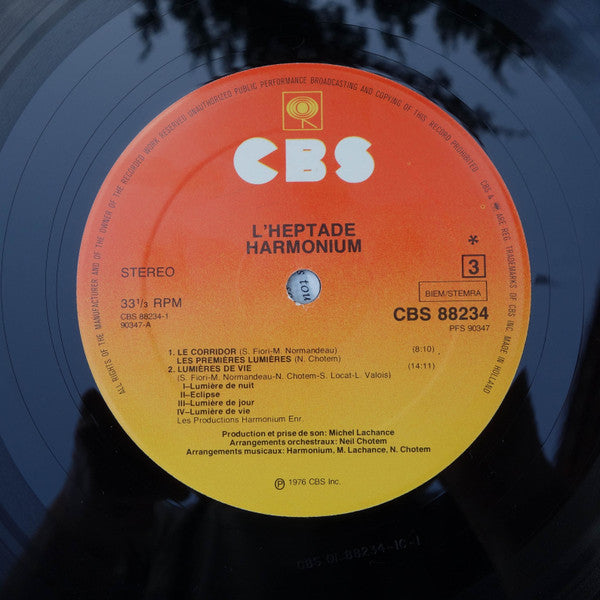 ALL RIGHTS OF THE MANUFACTURER AND OF THE OWNER OF THE RECORDED WORK RESERVED UNAUTHORIZED PUBLIC PERFORMANCE BROADCASTING AND COPYING OF THIS RECORD PROHIBITED
CBS & ARE REG. TRADEMARKS OF CBS INC. MADE IN HOLLAND
CBS
L'HEPTADE
HARMONIUM
STEREO
*
3
33 1/3 RPM
BIEM/STEMRA
CBS 88234-1
CBS 88234
90347-A
PFS 90347
1. LE CORRIDOR (S. Fiori-M. Normandeau) (8:10)
LES PREMIÈRES LUMIÈRES (N. Chotem)
2. LUMIÈRES DE VIE (14:11)
(S. Fiori-M. Normandeau-N. Chotem-S. Locat-L. Valois)
I–Lumière de nuit
II–Eclipse
III–Lumière de jour
IV–Lumière de vie
Les Productions Harmonium Enr.
Production et prise de son: Michel Lachance
Arrangements orchestraux: Neil Chotem
Arrangements musicaux: Harmonium, M. Lachance, N. Chotem
℗ 1976 CBS Inc.